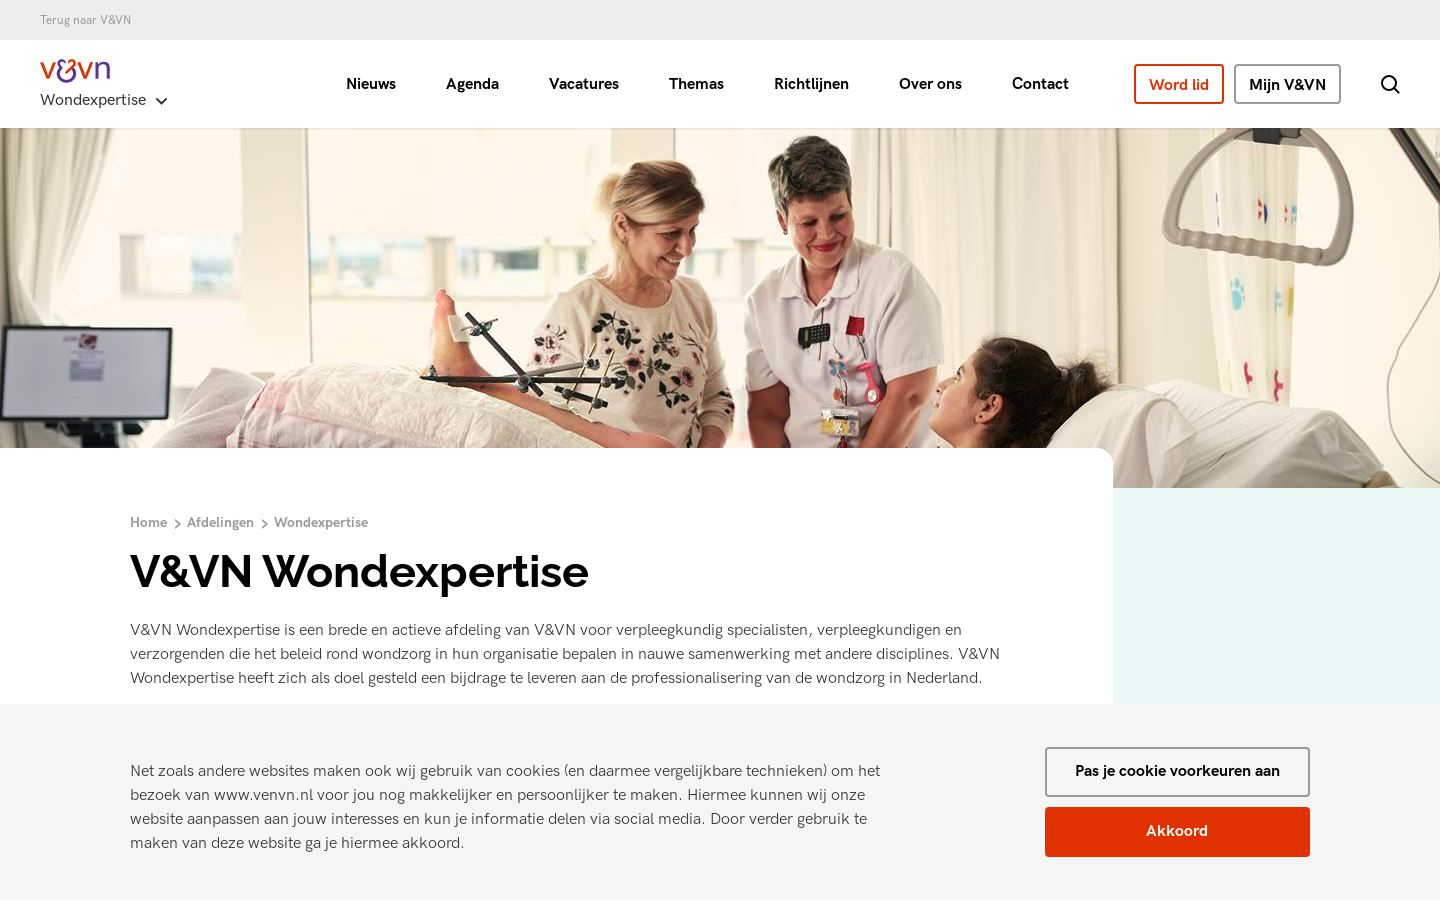 Terug naar V&VN
v&vn
Wondexpertise
Nieuws
Agenda
Vacatures
Themas
Richtlijnen
Over ons
Contact
Word lid
Mijn V&VN
Home
Afdelingen
Wondexpertise
V&VN Wondexpertise
V&VN Wondexpertise is een brede en actieve afdeling van V&VN voor verpleegkundig specialisten, verpleegkundigen en
verzorgenden die het beleid rond wondzorg in hun organisatie bepalen in nauwe samenwerking met andere disciplines. V&VN
Wondexpertise heeft zich als doel gesteld een bijdrage te leveren aan de professionalisering van de wondzorg in Nederland.
Net zoals andere websites maken ook wij gebruik van cookies (en daarmee vergelijkbare technieken) om het
bezoek van www.venvn.nl voor jou nog makkelijker en persoonlijker te maken. Hiermee kunnen wij onze
website aanpassen aan jouw interesses en kun je informatie delen via social media. Door verder gebruik te
maken van deze website ga je hiermee akkoord.
Pas je cookie voorkeuren aan
Akkoord